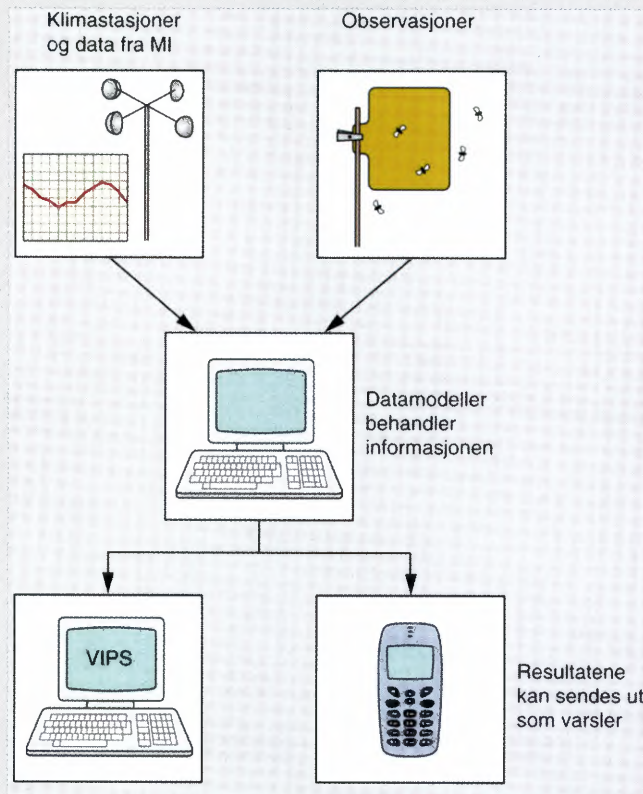 Klimastasjoner
og data fra MI
Observasjoner
Datamodeller
behandler
informasjonen
VIPS
Resultatene
kan sendes ut
som varsler